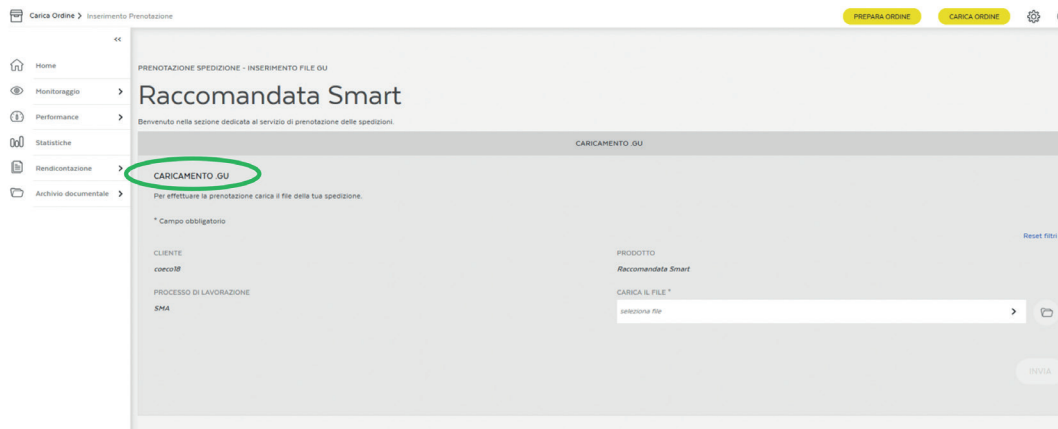 Carica Ordine > Inserimento Prenotazione
PREPARA ORDINE
CARICA ORDINE
<<
Home
Monitoraggio >
Performance >
Statistiche
Rendicontazione >
Archivio documentale >
PRENOTAZIONE SPEDIZIONE - INSERIMENTO FILE GU
Raccomandata Smart
Benvenuto nella sezione dedicata al servizio di prenotazione delle spedizioni.
CARICAMENTO .GU
CARICAMENTO .GU
Per effettuare la prenotazione carica il file della tua spedizione.
* Campo obbligatorio
Reset filtri
CLIENTE
coeco18
PRODOTTO
Raccomandata Smart
PROCESSO DI LAVORAZIONE
SMA
CARICA IL FILE *
seleziona file >
INVIA